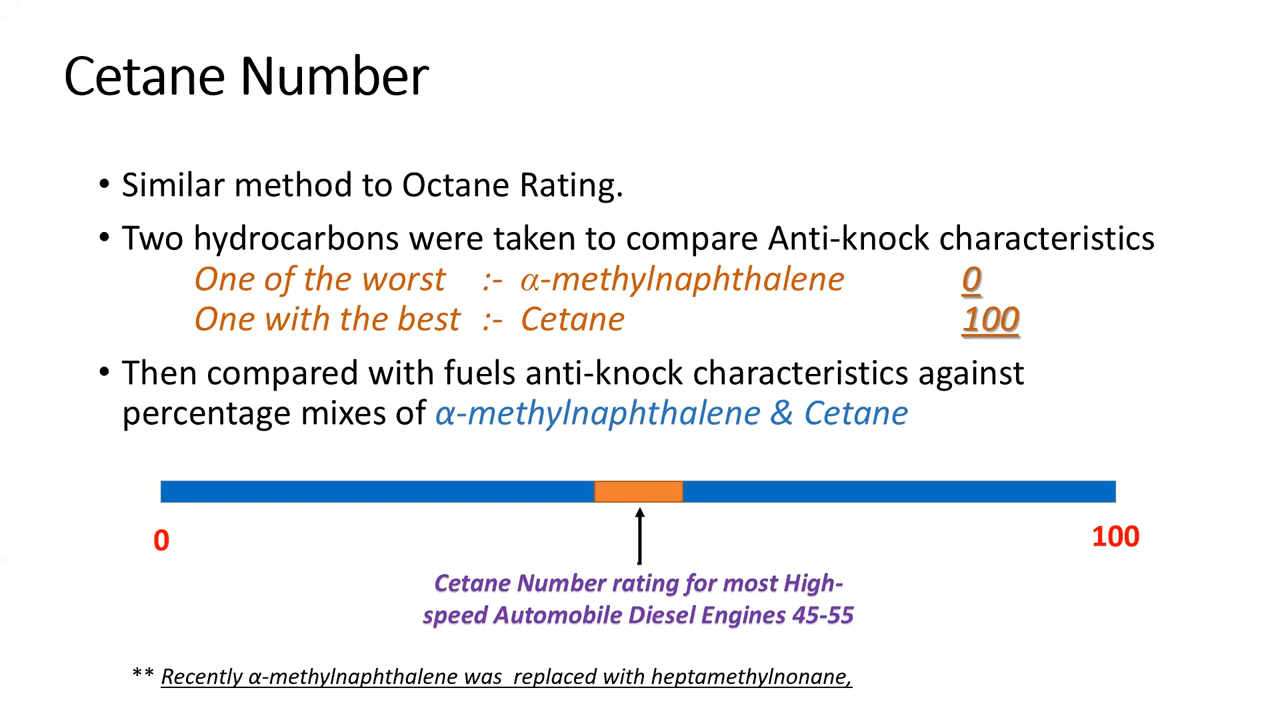 Cetane Number
• Similar method to Octane Rating.
• Two hydrocarbons were taken to compare Anti-knock characteristics
One of the worst :- α-methylnaphthalene 0
One with the best :- Cetane 100
• Then compared with fuels anti-knock characteristics against
percentage mixes of α-methylnaphthalene & Cetane
0
100
Cetane Number rating for most High-
speed Automobile Diesel Engines 45-55
** Recently α-methylnaphthalene was replaced with heptamethylnonane,